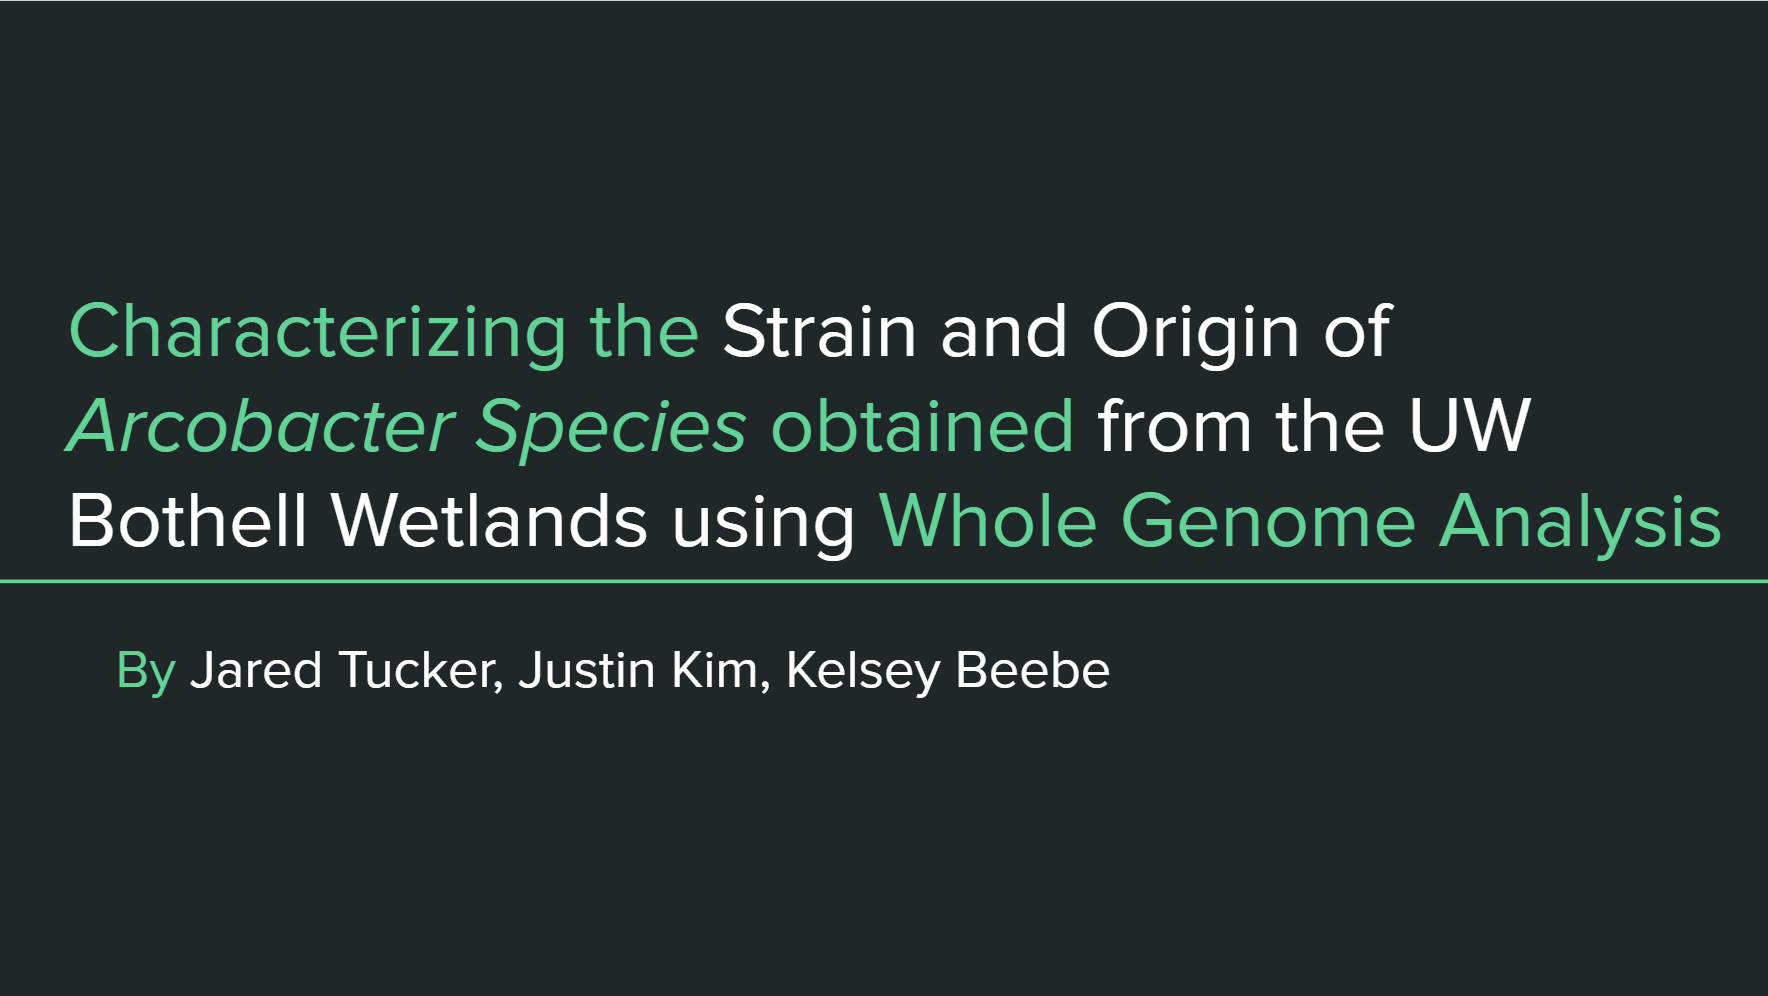 Characterizing the Strain and Origin of
Arcobacter Species obtained from the UW
Bothell Wetlands using Whole Genome Analysis
By Jared Tucker, Justin Kim, Kelsey Beebe